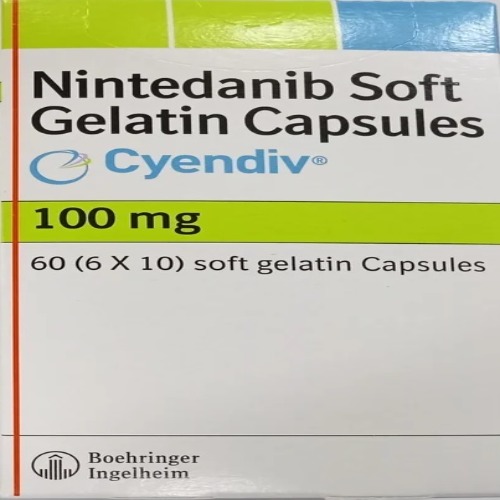 Nintedanib Soft
Gelatin Capsules
Cyendiv®
100 mg
60 (6 X 10) soft gelatin Capsules
Boehringer
Ingelheim